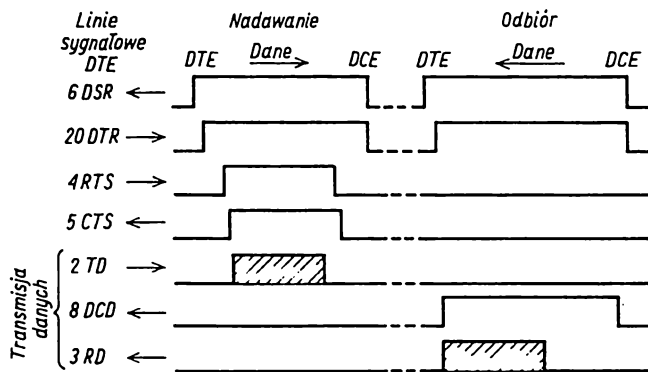 Linie
sygnałowe
DTE
Nadawanie
Odbiór
Dane
Dane
DTE
DCE
DTE
DCE
6 DSR
20 DTR
4 RTS
5 CTS
2 TD
8 DCD
3 RD
Transmisja
danych